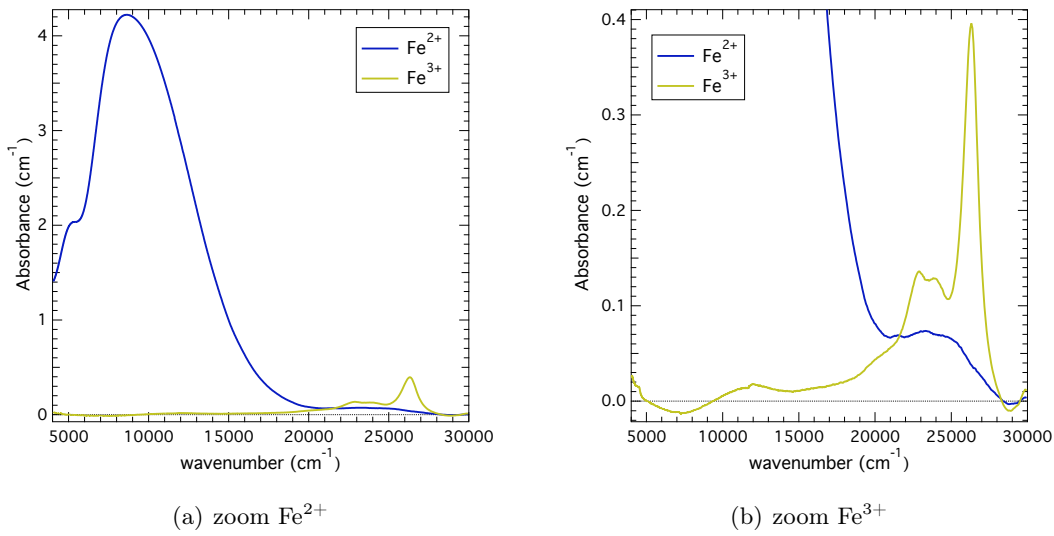 4
3
2
1
0
Absorbance (cm-1)
Fe2+
Fe3+
5000 10000 15000 20000 25000 30000
wavenumber (cm-1)
(a) zoom Fe2+
0.4
0.3
0.2
0.1
0.0
Absorbance (cm-1)
Fe2+
Fe3+
5000 10000 15000 20000 25000 30000
wavenumber (cm-1)
(b) zoom Fe3+